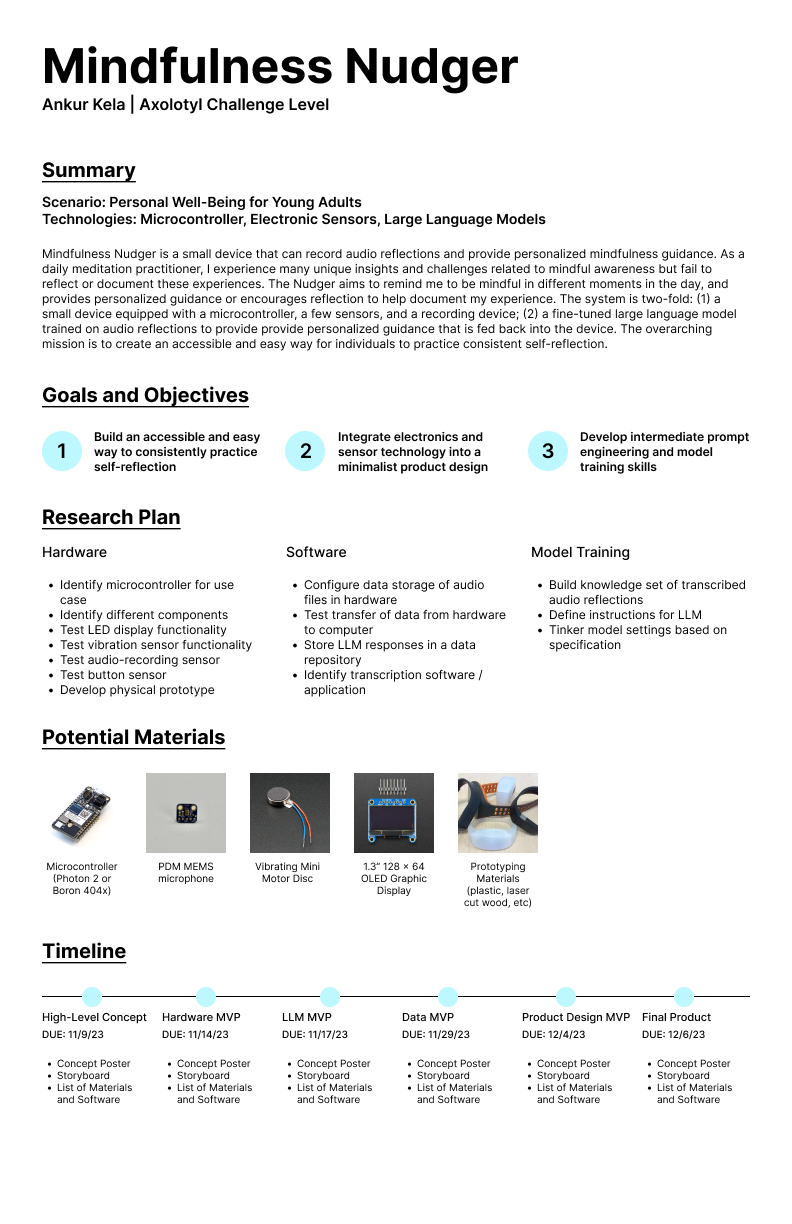 Mindfulness Nudger
Ankur Kela | Axolotyl Challenge Level
Summary
Scenario: Personal Well-Being for Young Adults
Technologies: Microcontroller, Electronic Sensors, Large Language Models
Mindfulness Nudger is a small device that can record audio reflections and provide personalized mindfulness guidance. As a
daily meditation practitioner, I experience many unique insights and challenges related to mindful awareness but fail to
reflect or document these experiences. The Nudger aims to remind me to be mindful in different moments in the day, and
provides personalized guidance or encourages reflection to help document my experience. The system is two-fold: (1) a
small device equipped with a microcontroller, a few sensors, and a recording device; (2) a fine-tuned large language model
trained on audio reflections to provide provide personalized guidance that is fed back into the device. The overarching
mission is to create an accessible and easy way for individuals to practice consistent self-reflection.
Goals and Objectives
1
Build an accessible and easy
way to consistently practice
self-reflection
2
Integrate electronics and
sensor technology into a
minimalist product design
3
Develop intermediate prompt
engineering and model
training skills
Research Plan
Hardware
• Identify microcontroller for use
case
• Identify different components
• Test LED display functionality
• Test vibration sensor functionality
• Test audio-recording sensor
• Test button sensor
• Develop physical prototype
Software
• Configure data storage of audio
files in hardware
• Test transfer of data from hardware
to computer
• Store LLM responses in a data
repository
• Identify transcription software /
application
Model Training
• Build knowledge set of transcribed
audio reflections
• Define instructions for LLM
• Tinker model settings based on
specification
Potential Materials
Microcontroller
(Photon 2 or
Boron 404x)
PDM MEMS
microphone
Vibrating Mini
Motor Disc
1.3” 128 x 64
OLED Graphic
Display
Prototyping
Materials
(plastic, laser
cut wood, etc)
Timeline
High-Level Concept
DUE: 11/9/23
• Concept Poster
• Storyboard
• List of Materials
and Software
Hardware MVP
DUE: 11/14/23
• Concept Poster
• Storyboard
• List of Materials
and Software
LLM MVP
DUE: 11/17/23
• Concept Poster
• Storyboard
• List of Materials
and Software
Data MVP
DUE: 11/29/23
• Concept Poster
• Storyboard
• List of Materials
and Software
Product Design MVP
DUE: 12/4/23
• Concept Poster
• Storyboard
• List of Materials
and Software
Final Product
DUE: 12/6/23
• Concept Poster
• Storyboard
• List of Materials
and Software